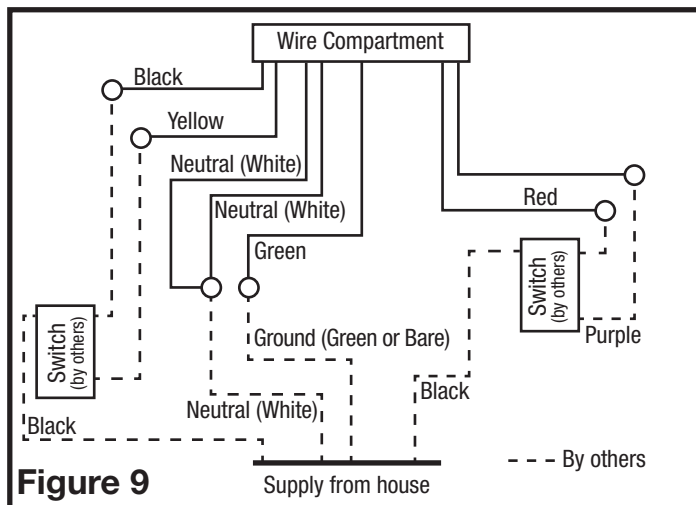 Wire Compartment
Black
Yellow
Neutral (White)
Red
Neutral (White)
Green
Switch
(by others)
Switch
(by others)
Ground (Green or Bare)
Purple
Black
Neutral (White)
Black
By others
Figure 9
Supply from house